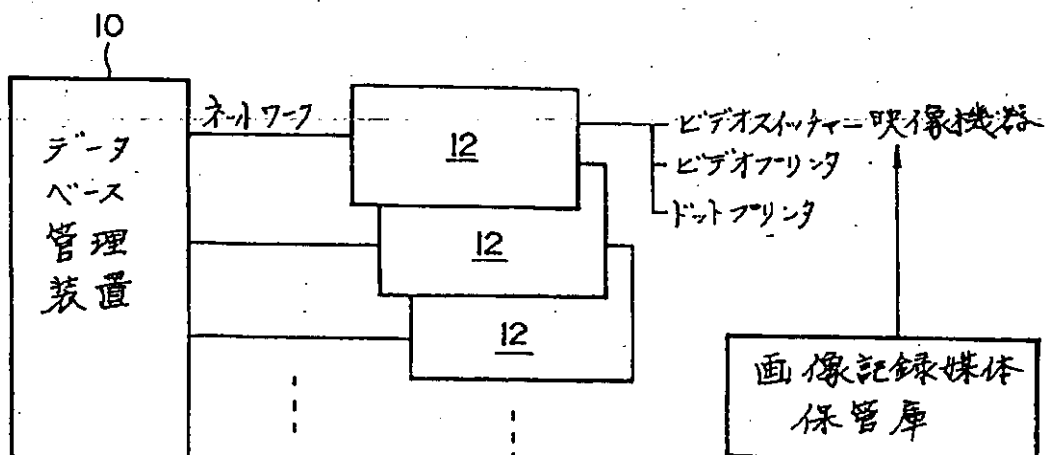 10
データ
ベース
管理
装置
ネットワーク
12
12
12
ビデオスイッチャー映像機器
ビデオプリンタ
ドットプリンタ
画像記録媒体
保管庫